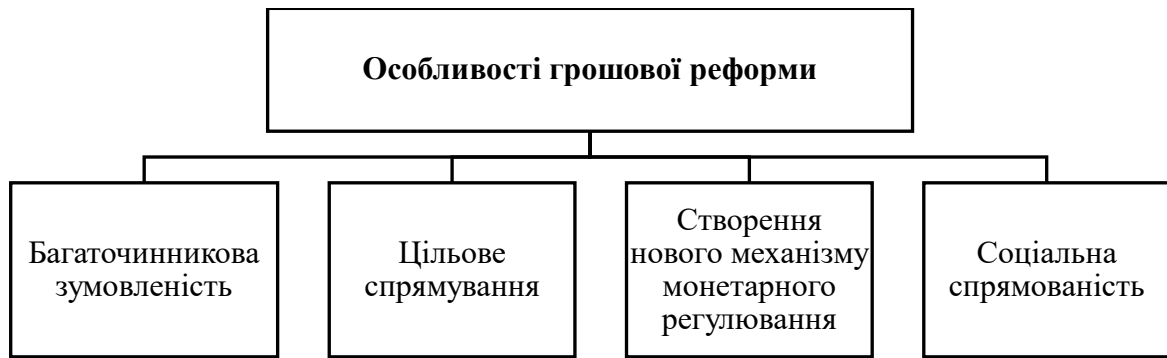 Особливості грошової реформи
Багаточинникова
зумовленість
Цільове
спрямування
Створення
нового механізму
монетарного
регулювання
Соціальна
спрямованість